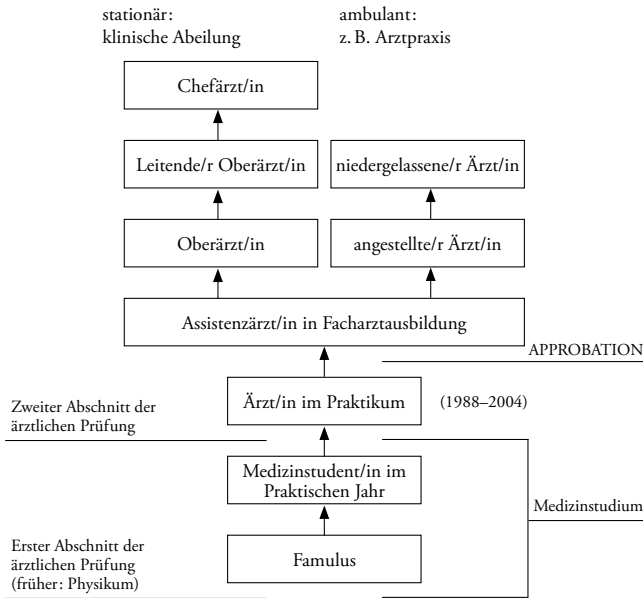 stationär:
klinische Abeilung
ambulant:
z. B. Arztpraxis
Chefärzt/in
Leitende/r Oberärzt/in
niedergelassene/r Ärzt/in
Oberärzt/in
angestellte/r Ärzt/in
Assistenzärzt/in in Facharztausbildung
APPROBATION
Ärzt/in im Praktikum
(1988–2004)
Zweiter Abschnitt der
ärztlichen Prüfung
Medizinstudent/in im
Praktischen Jahr
Medizinstudium
Erster Abschnitt der
ärztlichen Prüfung
(früher: Physikum)
Famulus